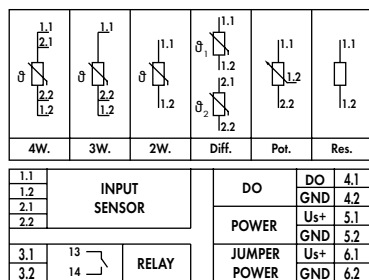 1.1
2.1
ϑ
2.2
1.2
1.1
ϑ
2.2
1.2
1.1
ϑ
1.2
1.1
ϑ1
1.2
2.1
ϑ2
2.2
1.1
1.2
2.2
1.1
1.2
4W. 3W. 2W. Diff. Pot. Res.
1.1
1.2
2.1
2.2
INPUT
SENSOR
DO DO 4.1
GND 4.2
POWER Us+ 5.1
GND 5.2
3.1 13
3.2 14
RELAY
JUMPER
POWER
Us+ 6.1
GND 6.2